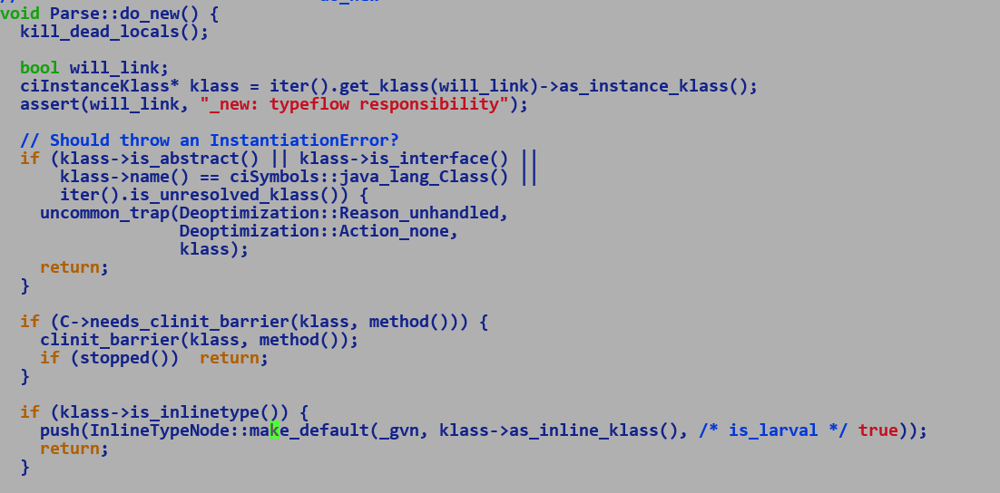 void Parse::do_new() {
  kill_dead_locals();

  bool will_link;
  ciInstanceKlass* klass = iter().get_klass(will_link)->as_instance_klass();
  assert(will_link, "_new: typeflow responsibility");

  // Should throw an InstantiationError?
  if (klass->is_abstract() || klass->is_interface() ||
      klass->name() == ciSymbols::java_lang_Class() ||
      iter().is_unresolved_klass()) {
    uncommon_trap(Deoptimization::Reason_unhandled,
                  Deoptimization::Action_none,
                  klass);
    return;
  }

  if (C->needs_clinit_barrier(klass, method())) {
    clinit_barrier(klass, method());
    if (stopped())  return;
  }

  if (klass->is_inlinetype()) {
    push(InlineTypeNode::make_default(_gvn, klass->as_inline_klass(), /* is_larval */ true));
    return;
  }